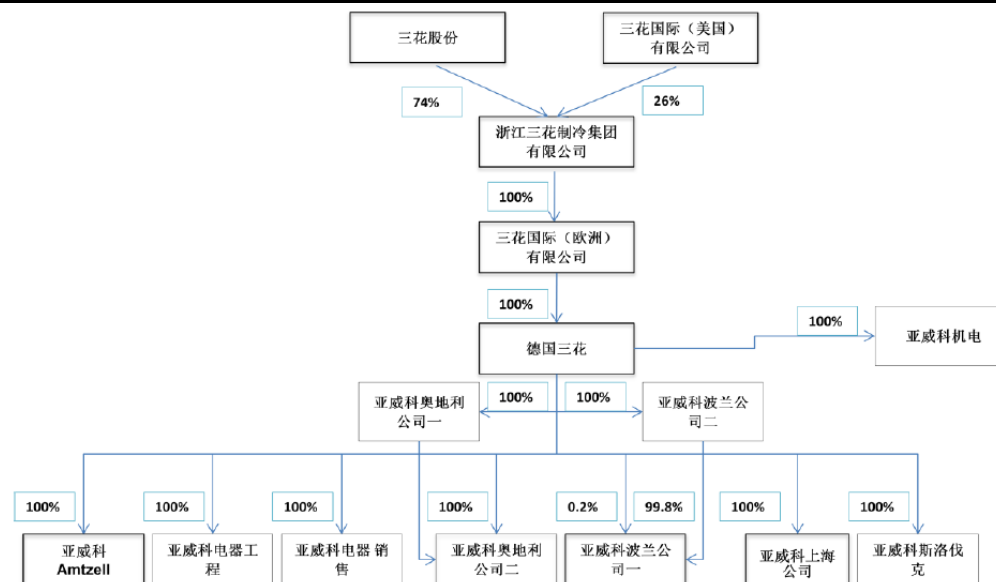 三花股份
三花国际（美国）
有限公司
74%
26%
浙江三花制冷集团
有限公司
100%
三花国际（欧洲）
有限公司
100%
德国三花
100%
亚威科机电
亚威科奥地利
公司一
100%
100%
亚威科波兰公
司二
100%
100%
100%
100%
0.2%
99.8%
100%
100%
亚威科
Amtzell
亚威科电器工
程
亚威科电器 销
售
亚威科奥地利
公司二
亚威科波兰公
司一
亚威科上海
公司
亚威科斯洛伐
克